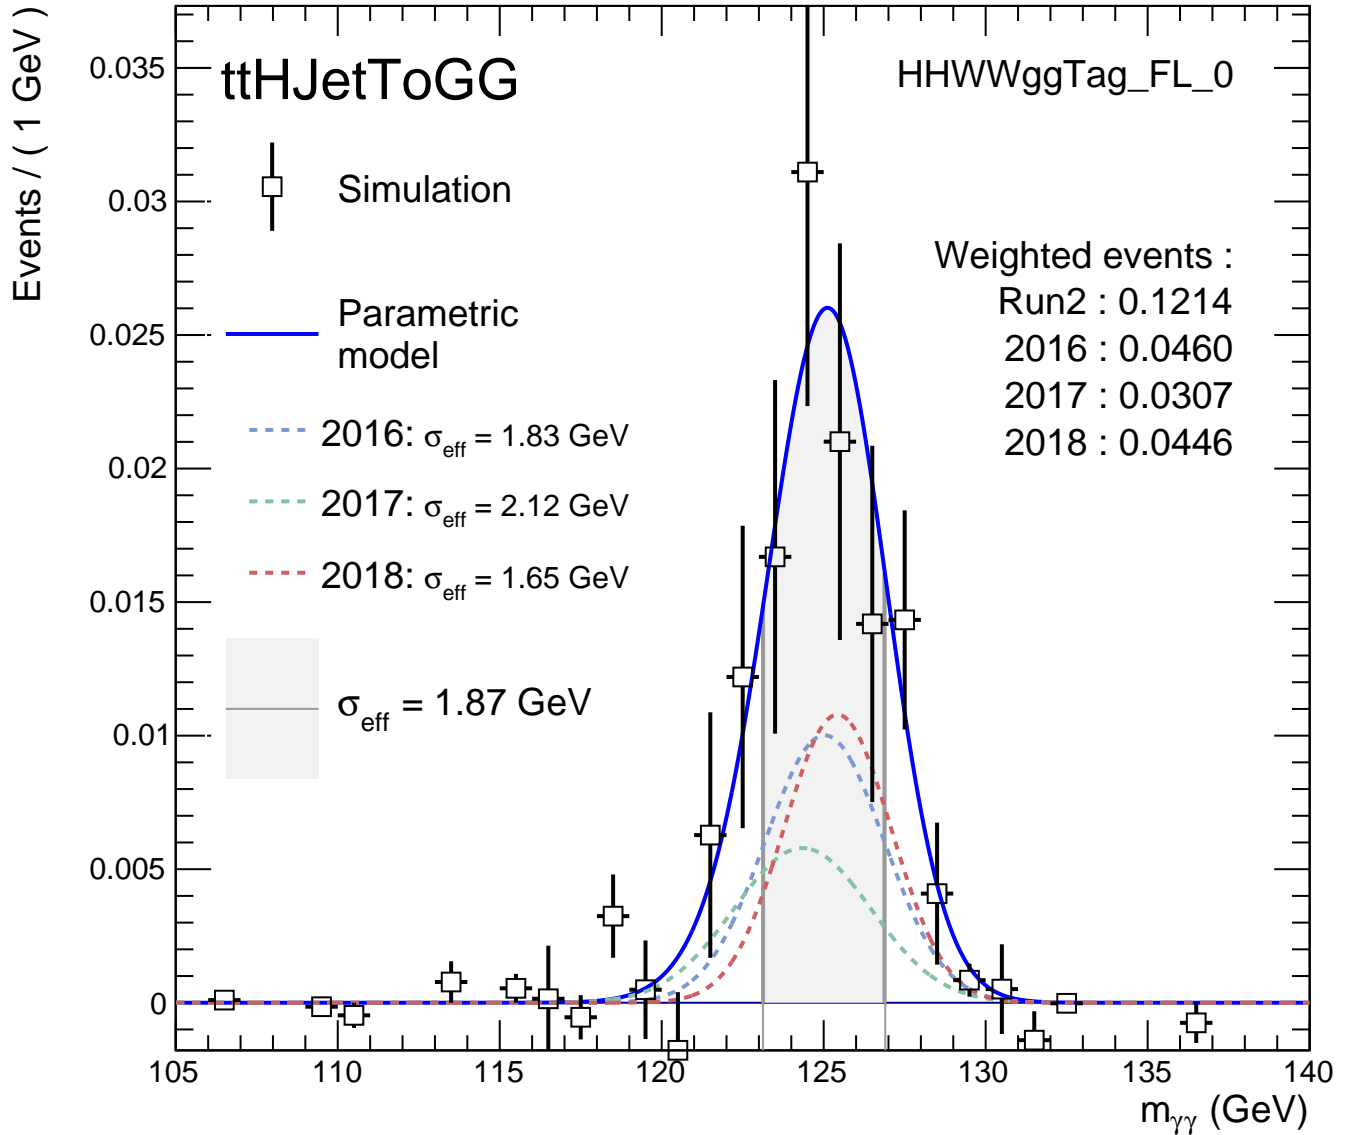 Events / ( 1 GeV )
0.035
0.03
0.025
0.02
0.015
0.01
0.005
0
ttHJetToGG
HHWWggTag_FL_0
Simulation
Parametric
model
2016: σeff = 1.83 GeV
2017: σeff = 2.12 GeV
2018: σeff = 1.65 GeV
σeff = 1.87 GeV
Weighted events :
Run2 : 0.1214
2016 : 0.0460
2017 : 0.0307
2018 : 0.0446
105 110 115 120 125 130 135 140
mγγ (GeV)